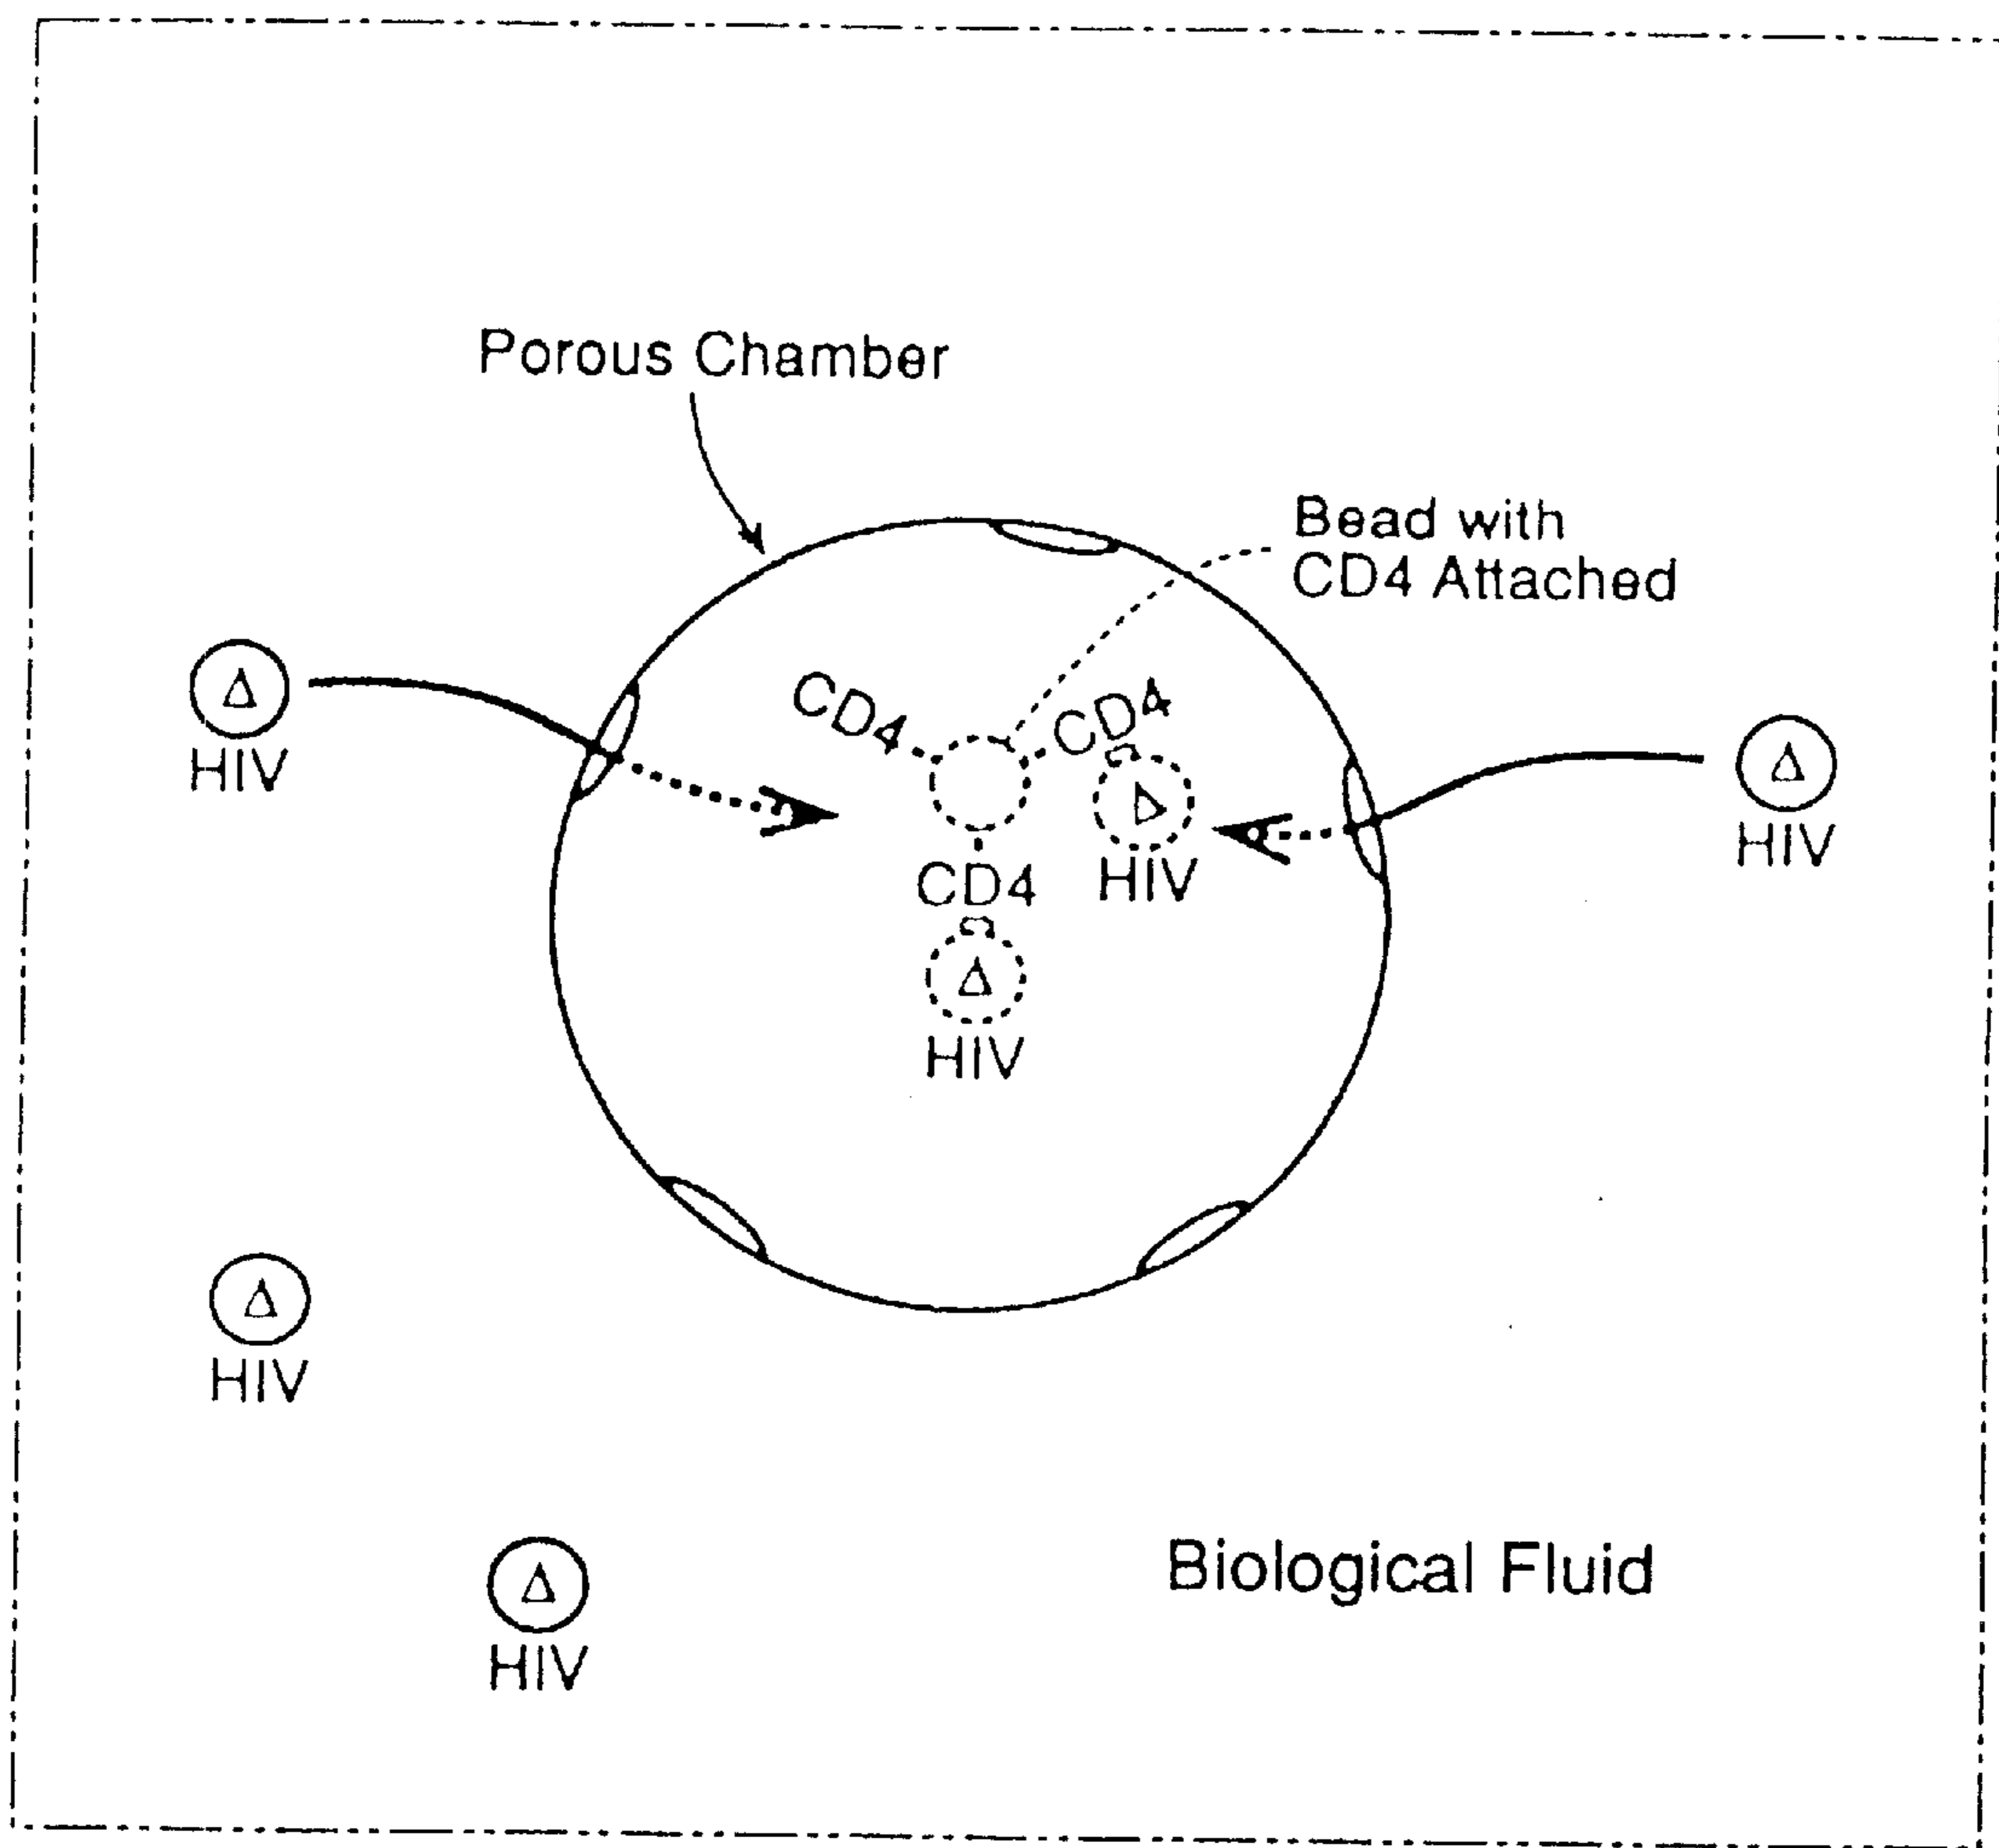 Porous Chamber
Bead with
CD4 Attached
CD4
CD4
HIV
HIV
CD4
HIV
HIV
HIV
HIV
HIV
Biological Fluid